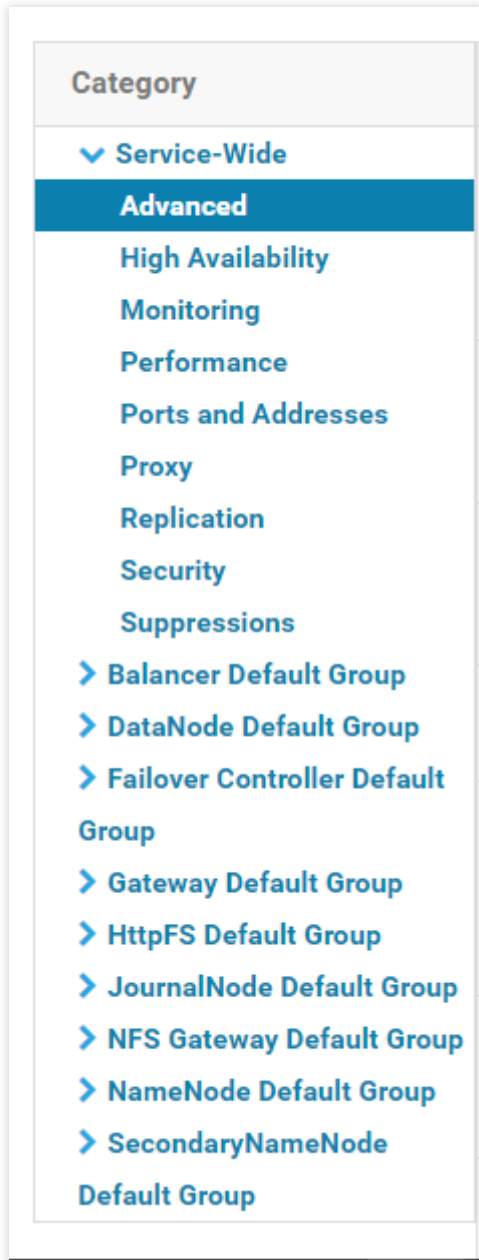 Category
Service-Wide
Advanced
High Availability
Monitoring
Performance
Ports and Addresses
Proxy
Replication
Security
Suppressions
Balancer Default Group
DataNode Default Group
Failover Controller Default
Group
Gateway Default Group
HttpFS Default Group
JournalNode Default Group
NFS Gateway Default Group
NameNode Default Group
SecondaryNameNode
Default Group